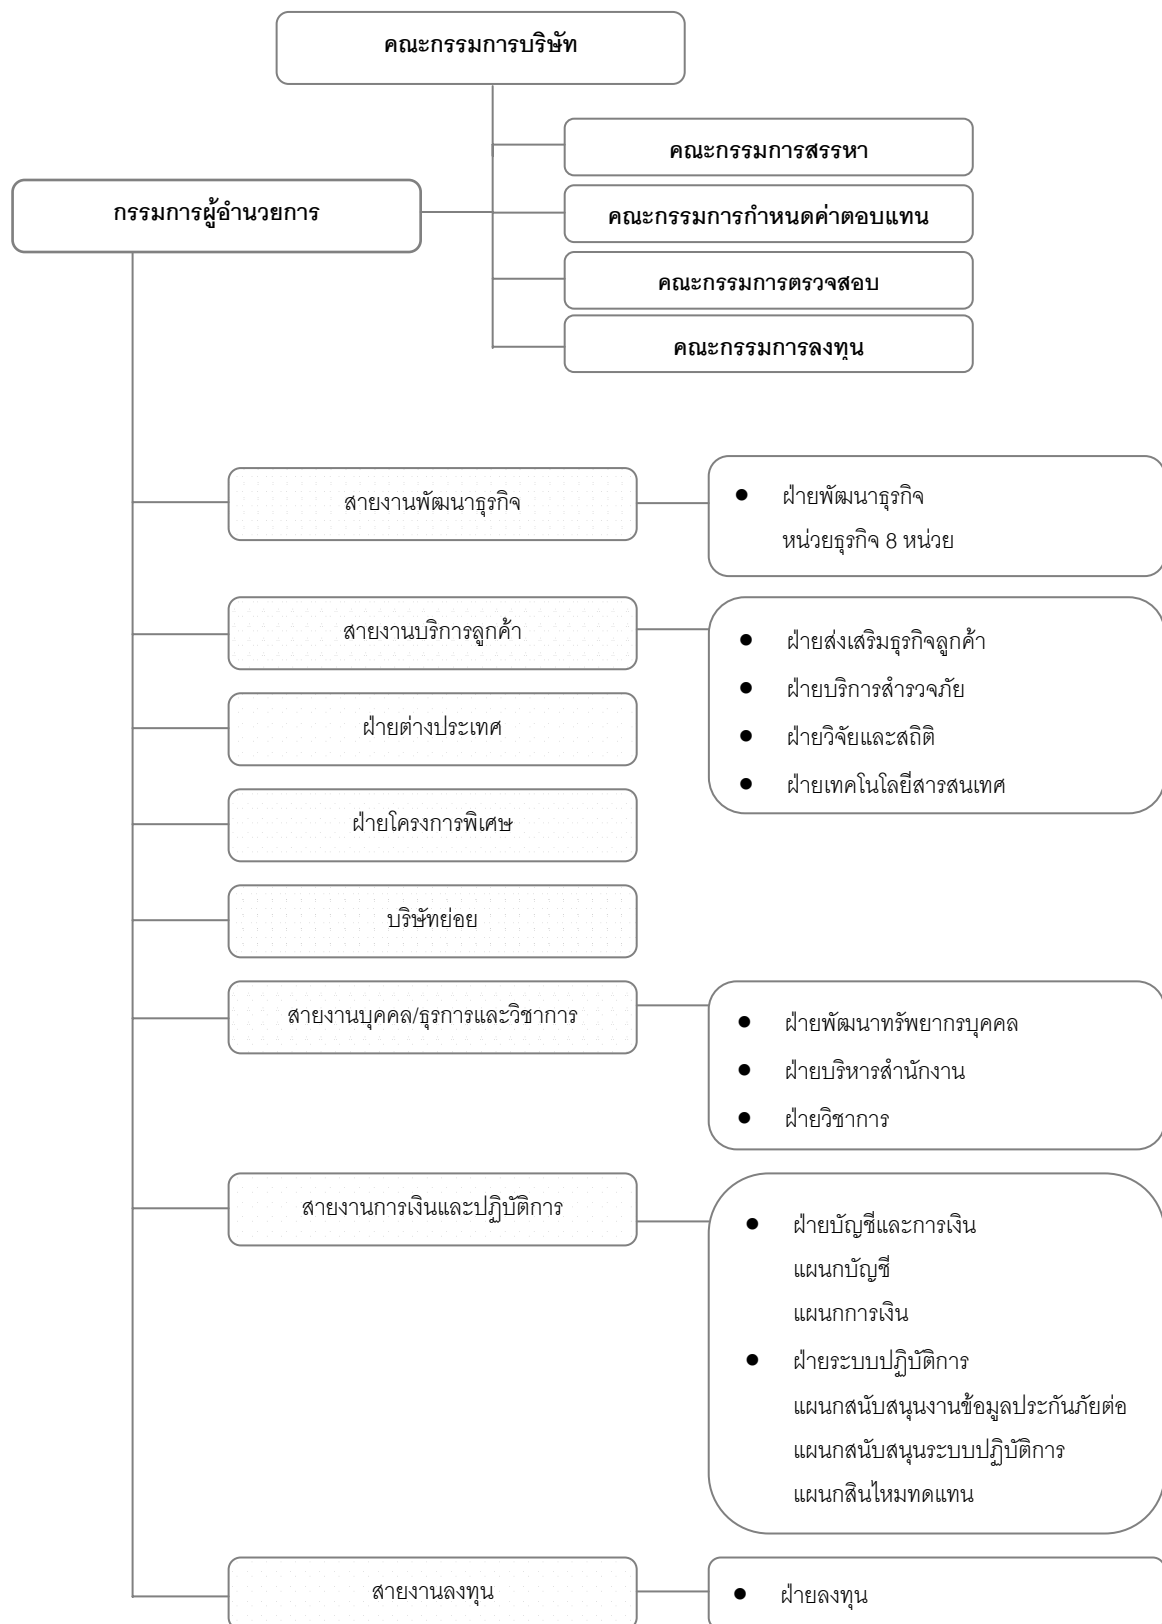 คณะกรรมการบริษัท
คณะกรรมการสรรหา
กรรมการผู้อำนวยการ
คณะกรรมการกำหนดค่าตอบแทน
คณะกรรมการตรวจสอบ
คณะกรรมการลงทุน
สายงานพัฒนาธุรกิจ
● ฝ่ายพัฒนาธุรกิจ
หน่วยธุรกิจ 8 หน่วย
สายงานบริการลูกค้า
● ฝ่ายส่งเสริมธุรกิจลูกค้า
● ฝ่ายบริการสำรวจภัย
● ฝ่ายวิจัยและสถิติ
● ฝ่ายเทคโนโลยีสารสนเทศ
ฝ่ายต่างประเทศ
ฝ่ายโครงการพิเศษ
บริษัทย่อย
สายงานบุคคล/ธุรการและวิชาการ
● ฝ่ายพัฒนาทรัพยากรบุคคล
● ฝ่ายบริหารสำนักงาน
● ฝ่ายวิชาการ
สายงานการเงินและปฏิบัติการ
● ฝ่ายบัญชีและการเงิน
แผนกบัญชี
แผนกการเงิน
● ฝ่ายระบบปฏิบัติการ
แผนกสนับสนุนงานข้อมูลประกันภัยต่อ
แผนกสนับสนุนระบบปฏิบัติการ
แผนกสินไหมทดแทน
สายงานลงทุน
● ฝ่ายลงทุน